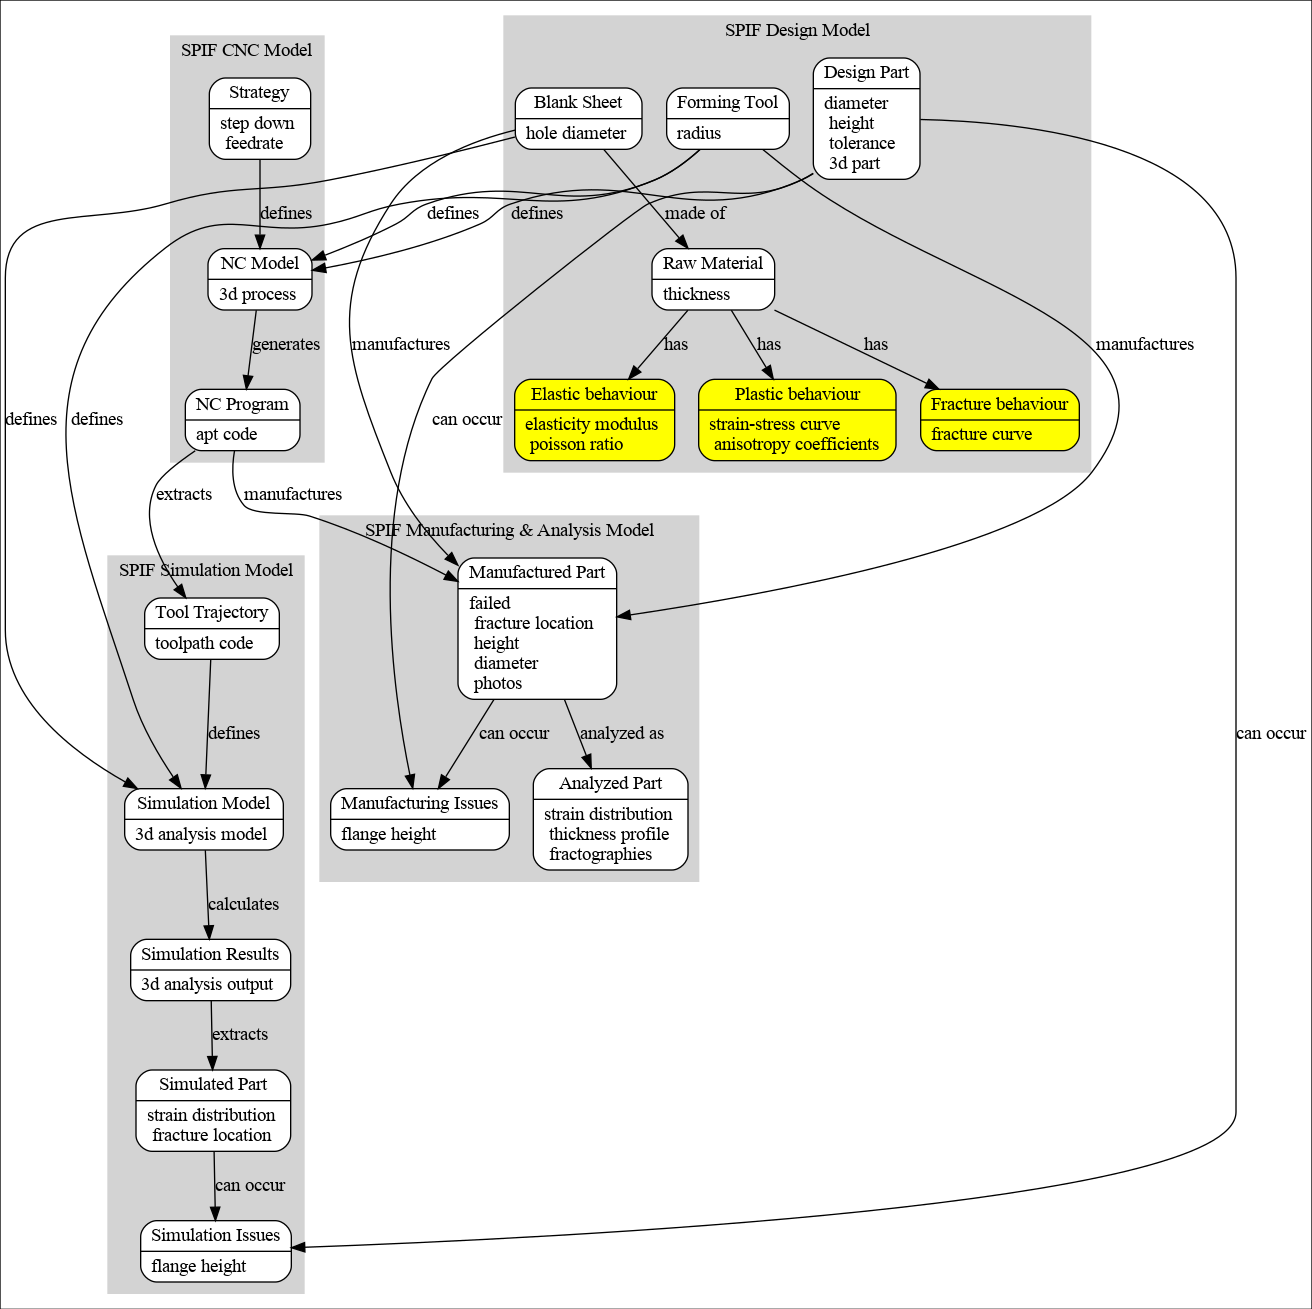 SPIF Design Model
SPIF CNC Model
Design Part
diameter
height
tolerance
3d part
Strategy
step down
feedrate
Blank Sheet
hole diameter
Forming Tool
radius
defines
defines
defines
made of
NC Model
3d process
Raw Material
thickness
generates
manufactures
has
has
has
manufactures
NC Program
apt code
Elastic behaviour
elasticity modulus
poisson ratio
Plastic behaviour
strain-stress curve
anisotropy coefficients
Fracture behaviour
fracture curve
defines
defines
can occur
extracts
manufactures
SPIF Manufacturing & Analysis Model
SPIF Simulation Model
Manufactured Part
failed
fracture location
height
diameter
photos
Tool Trajectory
toolpath code
defines
can occur
analyzed as
can occur
Simulation Model
3d analysis model
Manufacturing Issues
flange height
Analyzed Part
strain distribution
thickness profile
fractographies
calculates
Simulation Results
3d analysis output
extracts
Simulated Part
strain distribution
fracture location
can occur
Simulation Issues
flange height